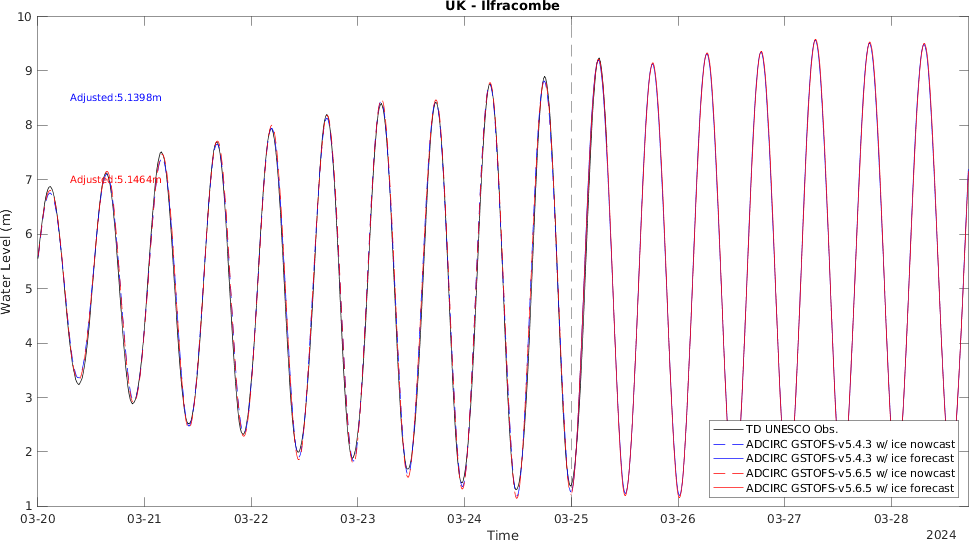 UK - Ilfracombe
10
9
8
7
6
5
4
3
2
1
Water Level (m)
Adjusted:5.1398m
Adjusted:5.1464m
TD UNESCO Obs.
ADCIRC GSTOFS-v5.4.3 w/ ice nowcast
ADCIRC GSTOFS-v5.4.3 w/ ice forecast
ADCIRC GSTOFS-v5.6.5 w/ ice nowcast
ADCIRC GSTOFS-v5.6.5 w/ ice forecast
03-20 03-21 03-22 03-23 03-24 03-25 03-26 03-27 03-28
Time
2024